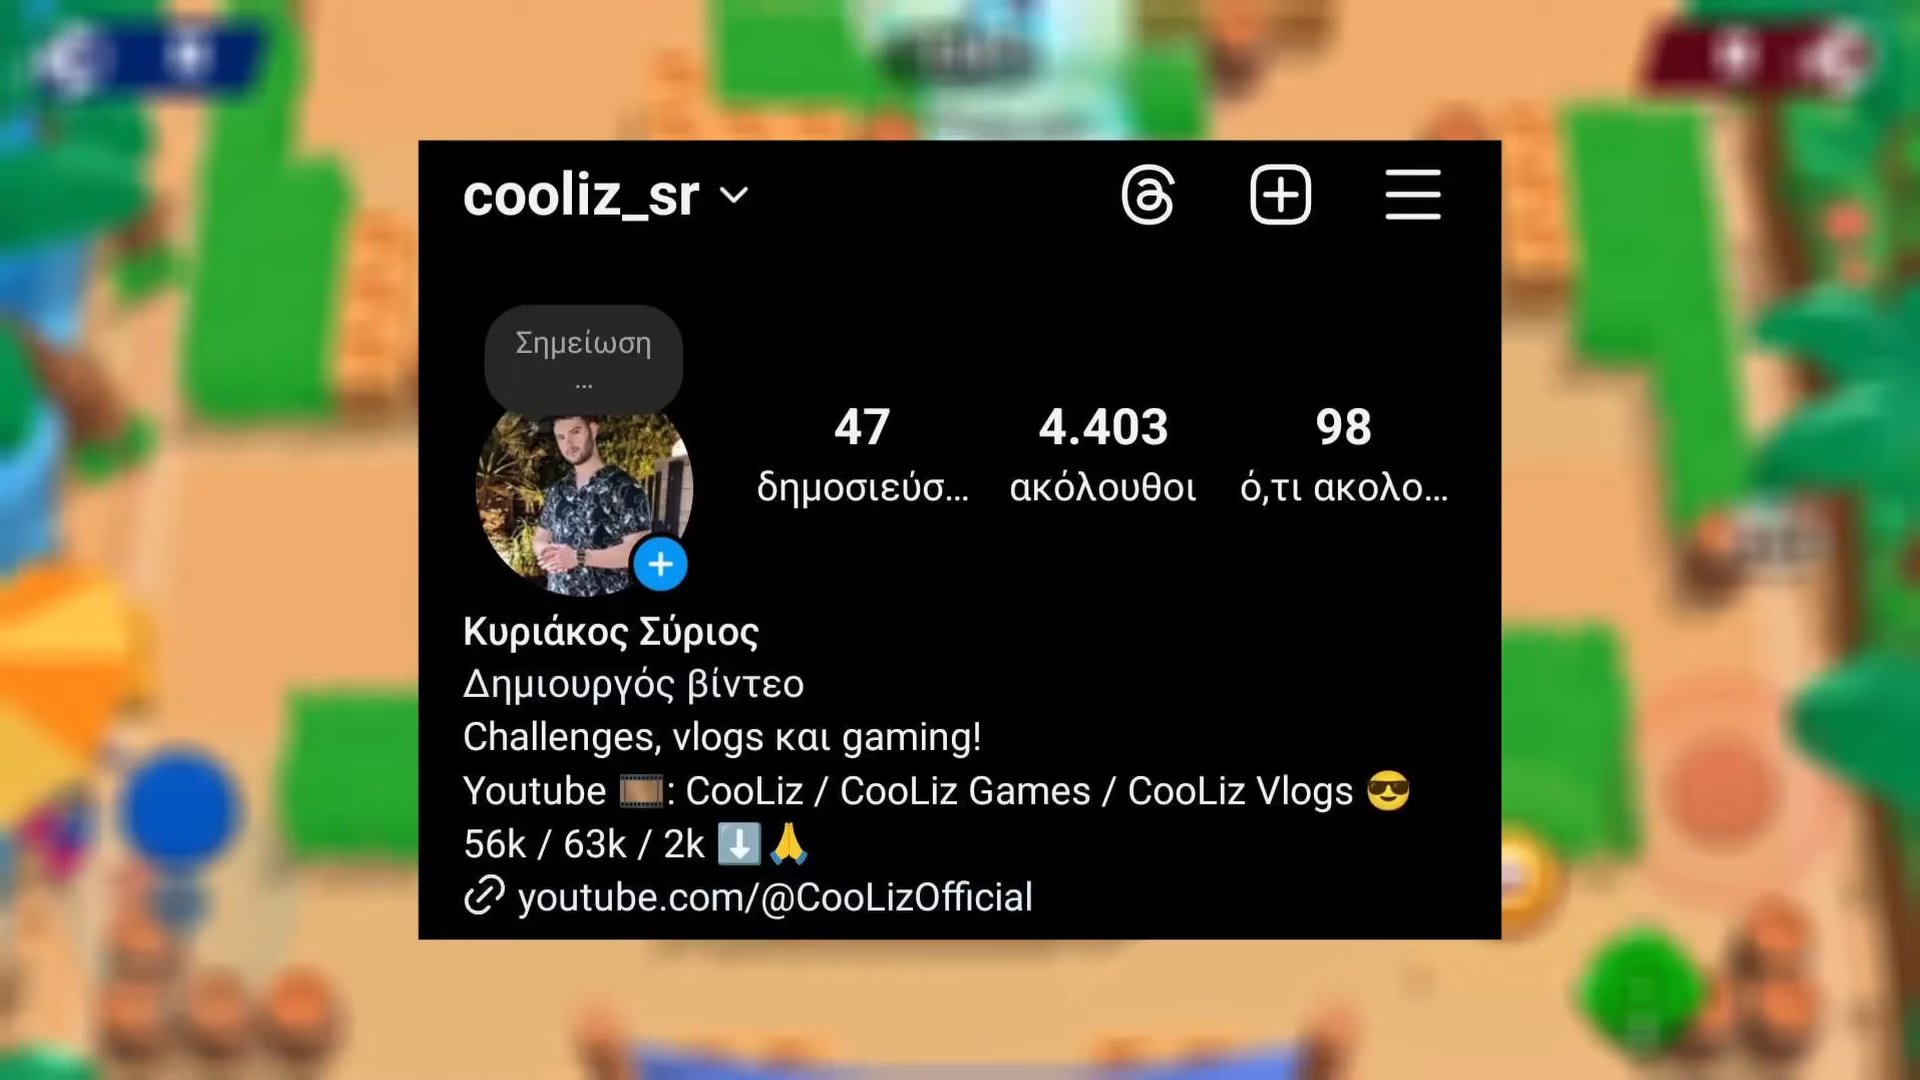 cooliz_sr
Σημείωση
...
47 4.403 98
δημοσιεύσ... ακόλουθοι ό,τι ακολο...
Κυριάκος Σύριος
Δημιουργός βίντεο
Challenges, vlogs και gaming!
Youtube 🎞️: CooLiz / CooLiz Games / CooLiz Vlogs 😎
56k / 63k / 2k ⬇️🙏
youtube.com/@CooLizOfficial